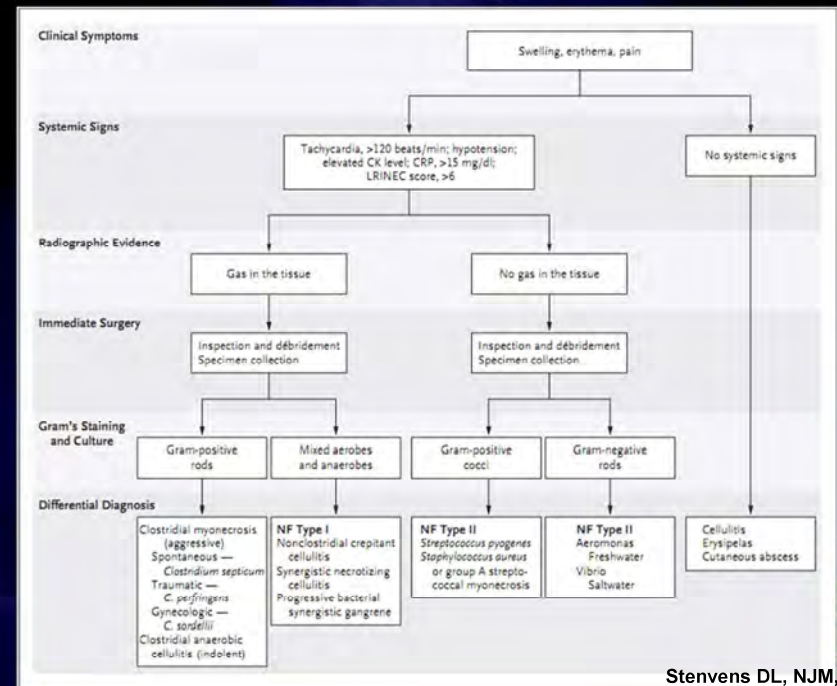 Clinical Symptoms
Swelling, erythema, pain
Systemic Signs
Tachycardia, >120 beats/min; hypotension;
elevated CK level; CRP, >15 mg/dl;
LRINEC score, >6
No systemic signs
Radiographic Evidence
Gas in the tissue
No gas in the tissue
Immediate Surgery
Inspection and débridement
Specimen collection
Inspection and débridement
Specimen collection
Gram's Staining
and Culture
Gram-positive
rods
Mixed aerobes
and anaerobes
Gram-positive
cocci
Gram-negative
rods
Differential Diagnosis
Clostridial myonecrosis
(aggressive)
Spontaneous —
Clostridium septicum
Traumatic —
C. perfringens
Gynecologic —
C. sordellii
Clostridial anaerobic
cellulitis (indolent)
NF Type I
Nonclostridial crepitant
cellulitis
Synergistic necrotizing
cellulitis
Progressive bacterial
synergistic gangrene
NF Type II
Streptococcus pyogenes
Staphylococcus aureus
or group A strepto-
coccal myonecrosis
NF Type II
Aeromonas
Freshwater
Vibrio
Saltwater
Cellulitis
Erysipelas
Cutaneous abscess
Stenvens DL, NJM,